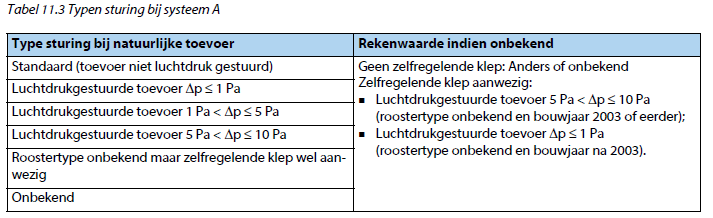 Tabel 11.3 Typen sturing bij systeem A
Type sturing bij natuurlijke toevoer
Rekenwaarde indien onbekend
Standaard (toevoer niet luchtdruk gestuurd)
Luchtdrukgestuurde toevoer Δp ≤ 1 Pa
Luchtdrukgestuurde toevoer 1 Pa < Δp ≤ 5 Pa
Luchtdrukgestuurde toevoer 5 Pa < Δp ≤ 10 Pa
Roostertype onbekend maar zelfregelende klep wel aan-
wezig
Onbekend
Geen zelfregelende klep: Anders of onbekend
Zelfregelende klep aanwezig:
▪ Luchtdrukgestuurde toevoer 5 Pa < Δp ≤ 10 Pa
(roostertype onbekend en bouwjaar 2003 of eerder);
▪ Luchtdrukgestuurde toevoer Δp ≤ 1 Pa
(roostertype onbekend en bouwjaar na 2003).